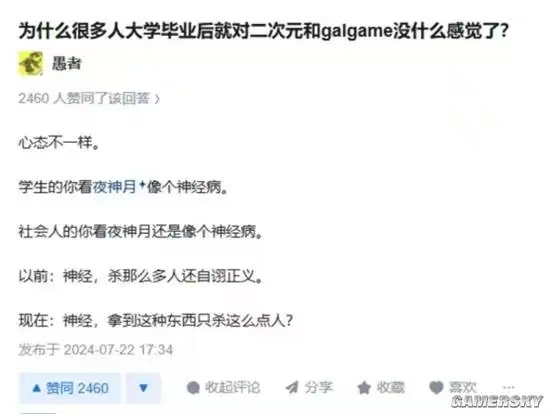 为什么很多人大学毕业后就对二次元和galgame没什么感觉了?
愚者
2460 人赞同了该回答 >
心态不一样。
学生的你看夜神月像个神经病。
社会人的你看夜神月还是像个神经病。
以前：神经，杀那么多人还自诩正义。
现在：神经，拿到这种东西只杀这么点人？
发布于 2024-07-22 17:34
赞同 2460 收起评论 分享 收藏 喜欢 ...
GAMERSKY